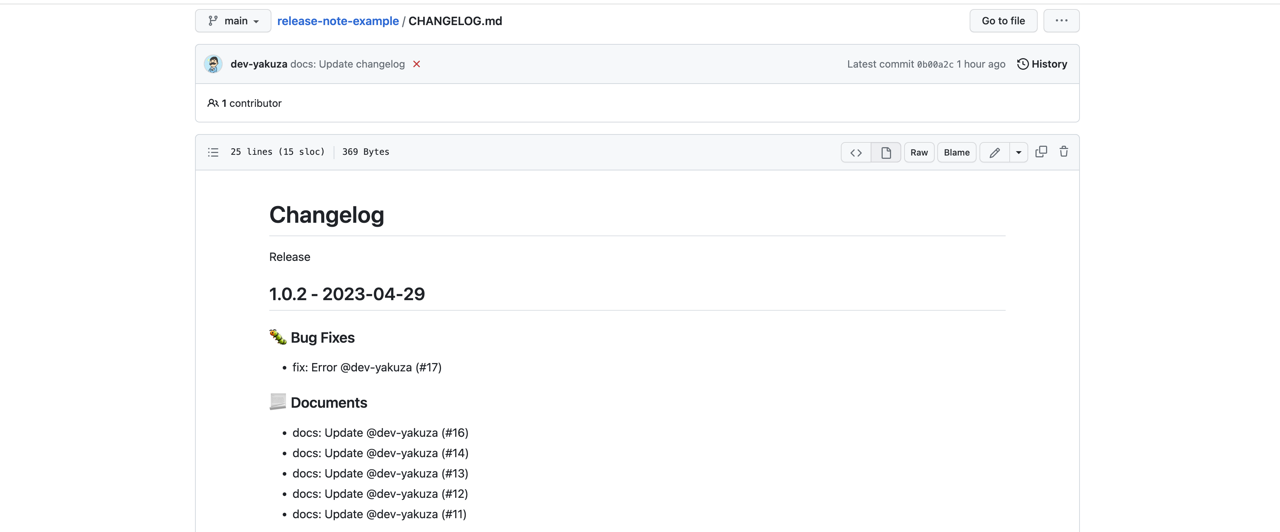 main
release-note-example / CHANGELOG.md
Go to file
dev-yakuza docs: Update changelog
Latest commit 0b00a2c 1 hour ago
History
1 contributor
25 lines (15 sloc)
369 Bytes
Raw
Blame
Changelog
Release
1.0.2 - 2023-04-29
Bug Fixes
• fix: Error @dev-yakuza (#17)
Documents
• docs: Update @dev-yakuza (#16)
• docs: Update @dev-yakuza (#14)
• docs: Update @dev-yakuza (#13)
• docs: Update @dev-yakuza (#12)
• docs: Update @dev-yakuza (#11)